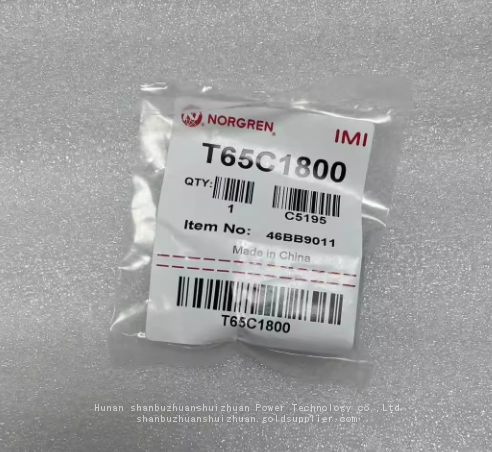 NORGREN.
IMI
T65C1800
QTY:
1
C5195
Item No: 46BB9011
Made in China
T65C1800
Hunan shanbuzhuanshuizhuan Power Technology co., Ltd.
shanbuzhuanshuizhuan.goldsupplier.com